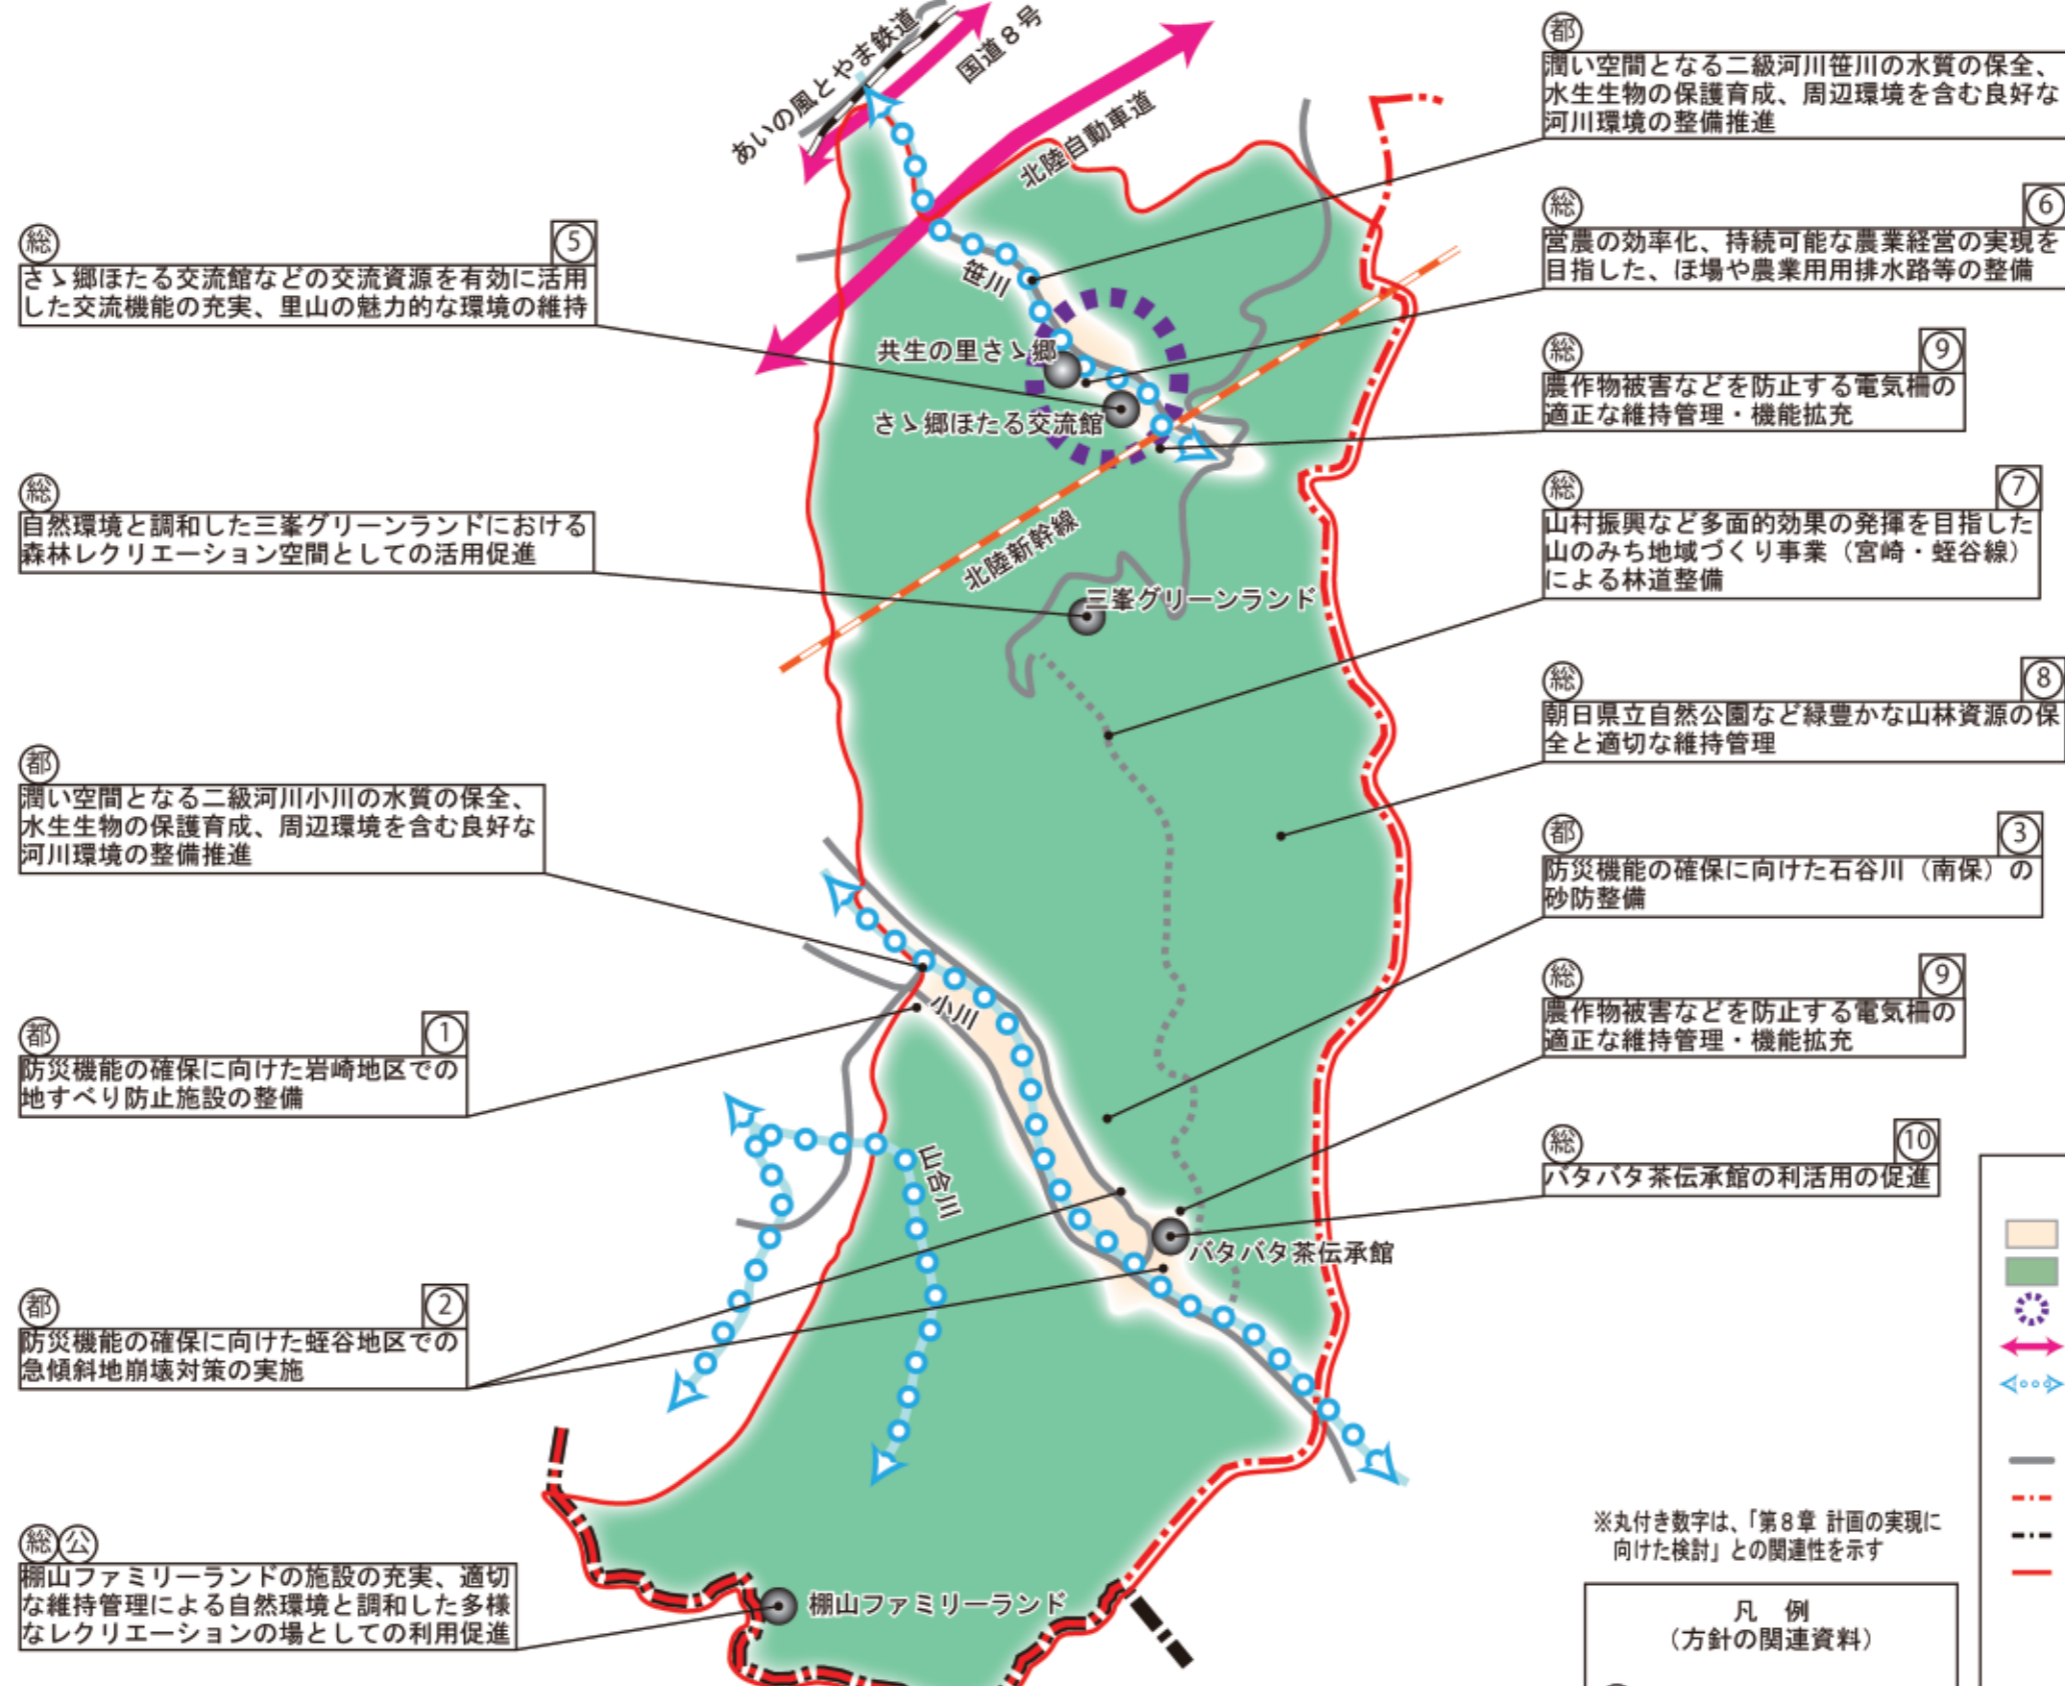 あいの風とやま鉄道
国道8号
北陸自動車道
都
潤い空間となる二級河川笹川の水質の保全、
水生生物の保護育成、周辺環境を含む良好な
河川環境の整備推進
総 ⑤
さゝ郷ほたる交流館などの交流資源を有効に活用
した交流機能の充実、里山の魅力的な環境の維持
総 ⑥
営農の効率化、持続可能な農業経営の実現を
目指した、ほ場や農業用用排水路等の整備
笹川
共生の里さゝ郷
さゝ郷ほたる交流館
総 ⑨
農作物被害などを防止する電気柵の
適正な維持管理・機能拡充
総
自然環境と調和した三峯グリーンランドにおける
森林レクリエーション空間としての活用促進
北陸新幹線
三峯グリーンランド
総 ⑦
山村振興など多面的効果の発揮を目指した
山のみち地域づくり事業（宮崎・蛭谷線）
による林道整備
総 ⑧
朝日県立自然公園など緑豊かな山林資源の保
全と適切な維持管理
都
潤い空間となる二級河川小川の水質の保全、
水生生物の保護育成、周辺環境を含む良好な
河川環境の整備推進
都 ③
防災機能の確保に向けた石谷川（南保）の
砂防整備
小川
都 ①
防災機能の確保に向けた岩崎地区での
地すべり防止施設の整備
総 ⑨
農作物被害などを防止する電気柵の
適正な維持管理・機能拡充
山合川
総 ⑩
バタバタ茶伝承館の利活用の促進
バタバタ茶伝承館
都 ②
防災機能の確保に向けた蛭谷地区での
急傾斜地崩壊対策の実施
総 公
棚山ファミリーランドの施設の充実、適切
な維持管理による自然環境と調和した多様
なレクリエーションの場としての利用促進
棚山ファミリーランド
※丸付き数字は、「第8章 計画の実現に
向けた検討」との関連性を示す
凡 例
（方針の関連資料）